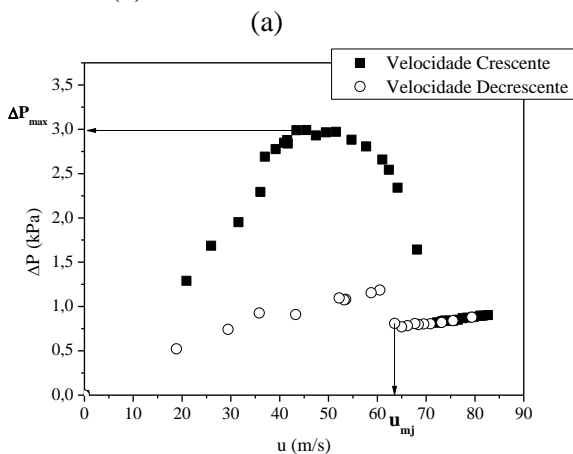 (a)
Velocidade Crescente
Velocidade Decrescente
ΔP (kPa)
3,5
ΔPmax
3,0
2,5
2,0
1,5
1,0
0,5
0,0
0 10 20 30 40 50 60 70 80 90
umj
u (m/s)